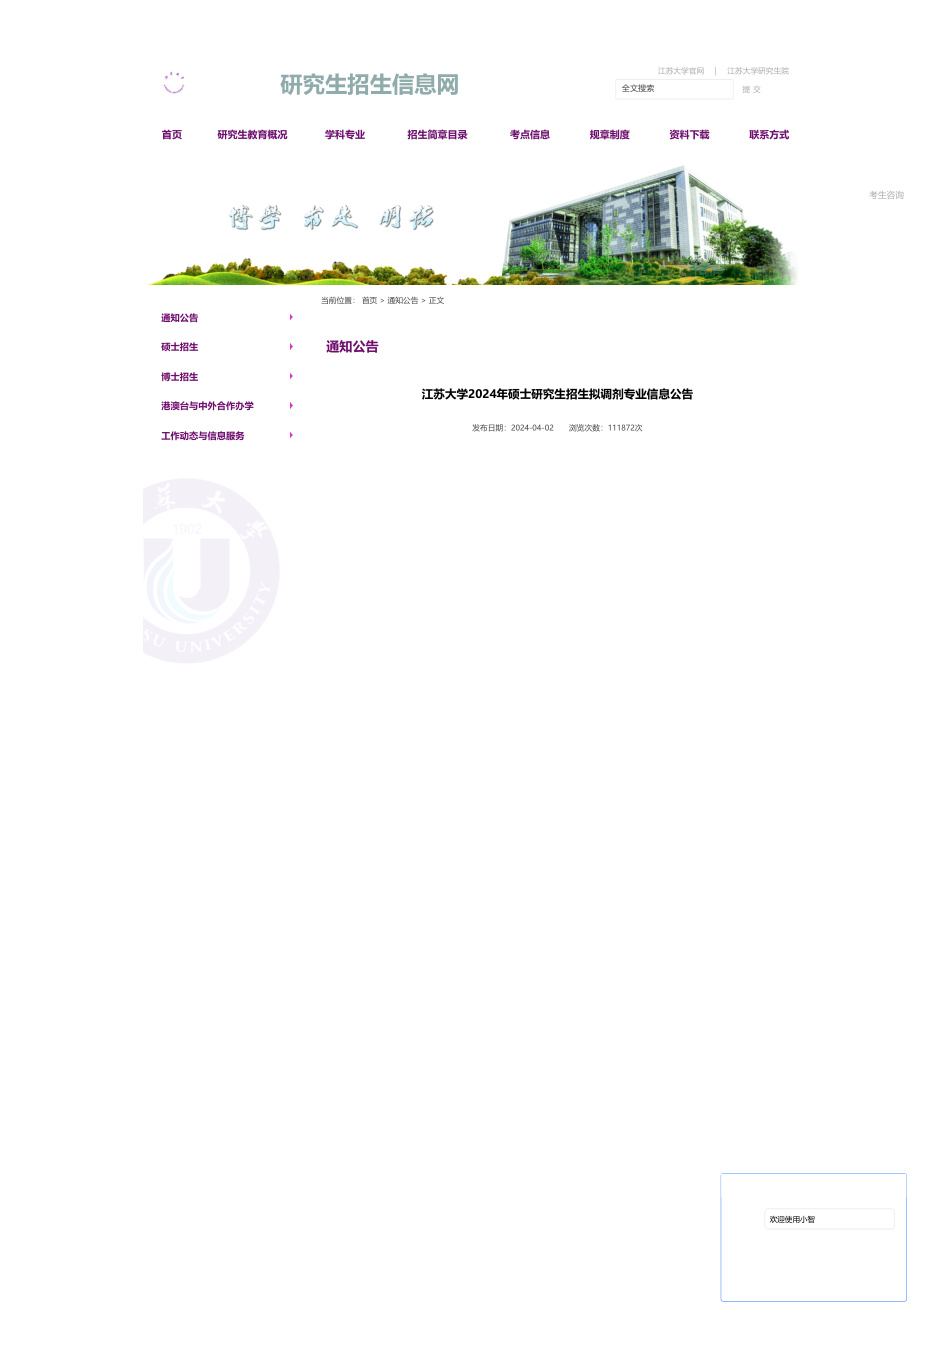 江苏大学官网 | 江苏大学研究生院
研究生招生信息网
全文搜索 提 交
首页 研究生教育概况 学科专业 招生简章目录 考点信息 规章制度 资料下载 联系方式
考生咨询
博学 求是 明德
当前位置： 首页 > 通知公告 > 正文
通知公告
硕士招生
博士招生
港澳台与中外合作办学
工作动态与信息服务
通知公告
江苏大学2024年硕士研究生招生拟调剂专业信息公告
发布日期：2024-04-02 浏览次数：111872次
苏大学
1902
SU UNIVERSITY
欢迎使用小智